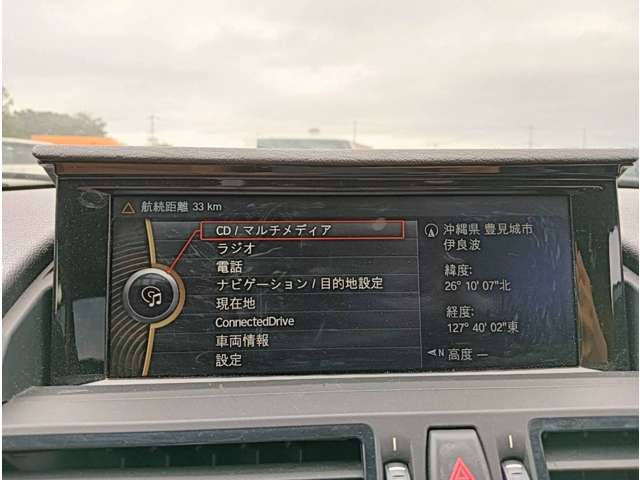 航続距離 33 km
CD / マルチメディア
ラジオ
電話
ナビゲーション / 目的地設定
現在地
ConnectedDrive
車両情報
設定
沖縄県 豊見城市
伊良波
緯度:
26° 10' 07"北
経度:
127° 40' 02"東
N 高度 —